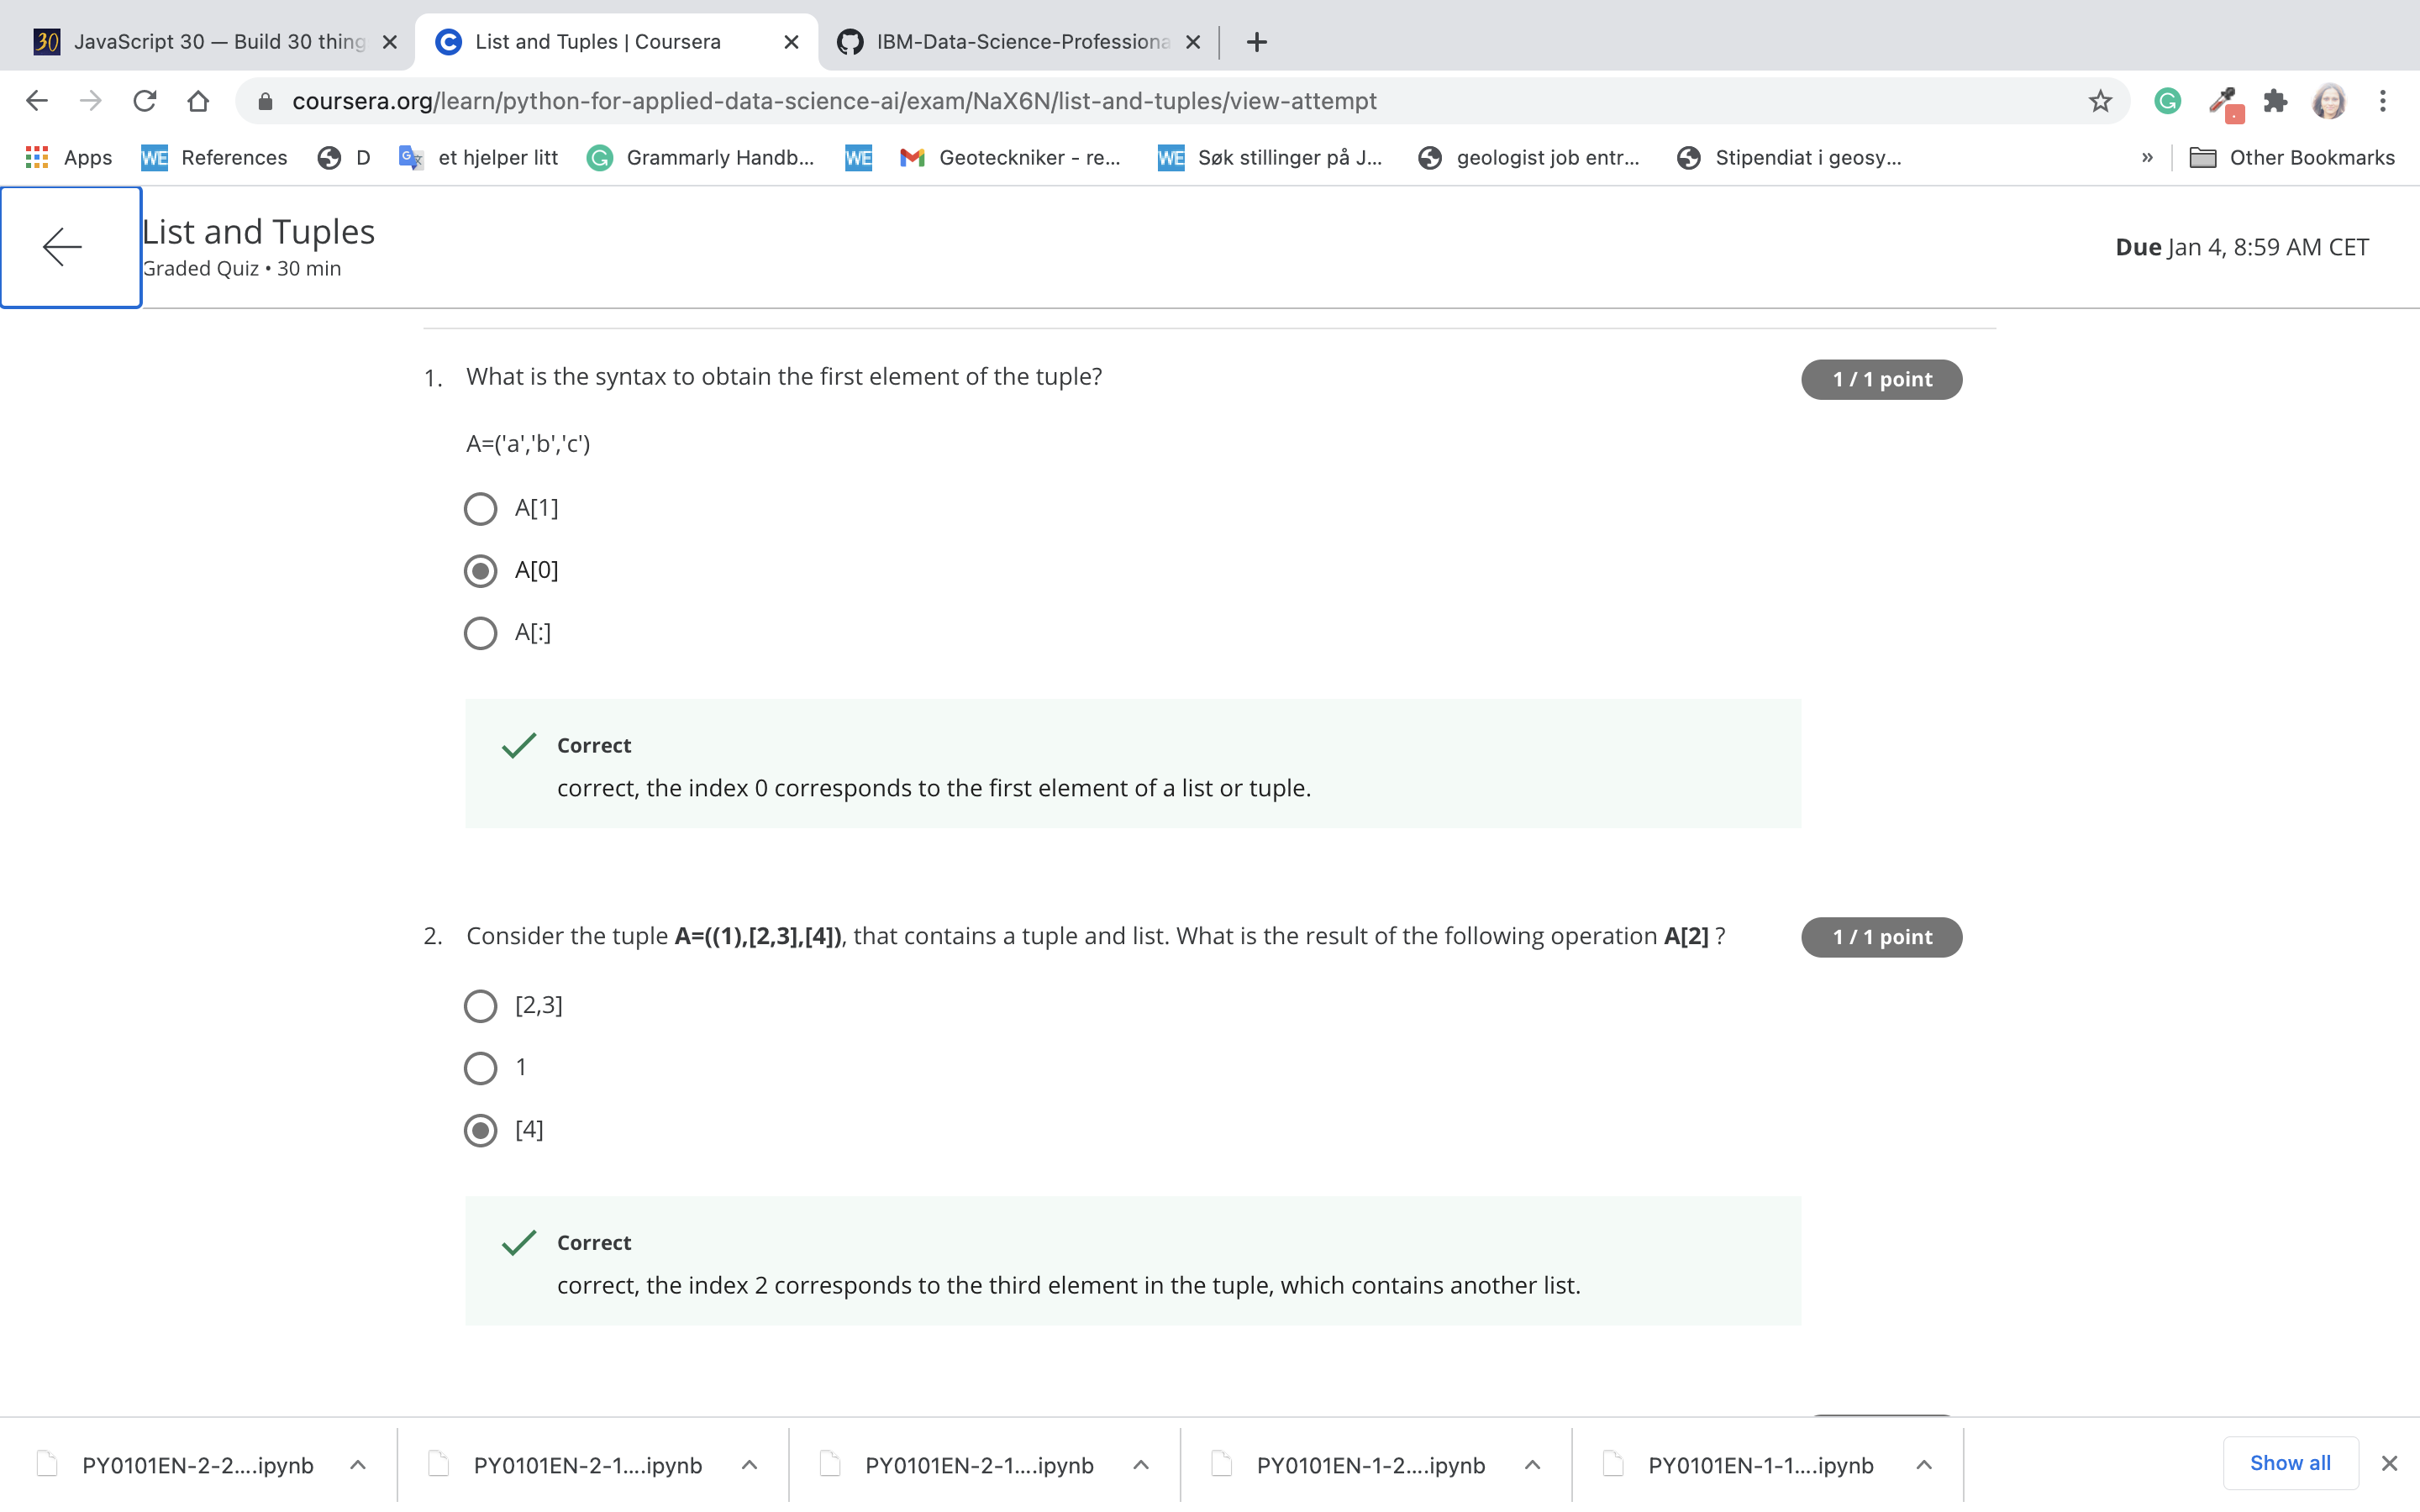 30 JavaScript 30 — Build 30 thing
List and Tuples | Coursera
IBM-Data-Science-Professiona
coursera.org/learn/python-for-applied-data-science-ai/exam/NaX6N/list-and-tuples/view-attempt
Apps
WE References
D
et hjelper litt
Grammarly Handb...
WE
Geoteckniker - re...
WE Søk stillinger på J...
geologist job entr...
Stipendiat i geosy...
»
Other Bookmarks
List and Tuples
Graded Quiz • 30 min
Due Jan 4, 8:59 AM CET
1. What is the syntax to obtain the first element of the tuple?
1 / 1 point
A=('a','b','c')
A[1]
A[0]
A[:]
Correct
correct, the index 0 corresponds to the first element of a list or tuple.
2. Consider the tuple A=((1),[2,3],[4]), that contains a tuple and list. What is the result of the following operation A[2] ?
1 / 1 point
[2,3]
1
[4]
Correct
correct, the index 2 corresponds to the third element in the tuple, which contains another list.
PY0101EN-2-2....ipynb
PY0101EN-2-1....ipynb
PY0101EN-2-1....ipynb
PY0101EN-1-2....ipynb
PY0101EN-1-1....ipynb
Show all